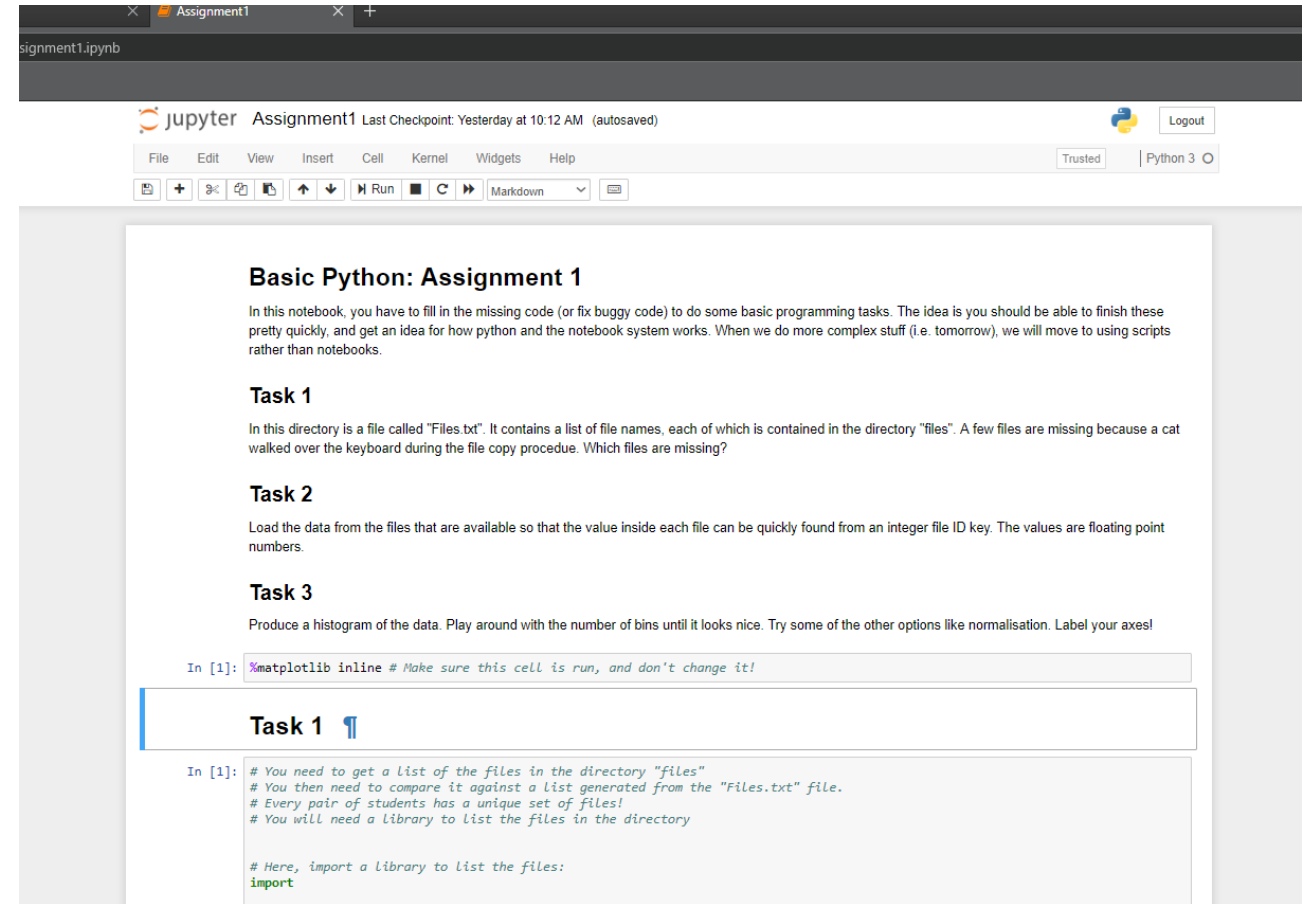 Assignment1
signment1.ipynb
jupyter Assignment1 Last Checkpoint: Yesterday at 10:12 AM (autosaved)
Logout
File Edit View Insert Cell Kernel Widgets Help
Trusted
Python 3
Run
Markdown
Basic Python: Assignment 1
In this notebook, you have to fill in the missing code (or fix buggy code) to do some basic programming tasks. The idea is you should be able to finish these
pretty quickly, and get an idea for how python and the notebook system works. When we do more complex stuff (i.e. tomorrow), we will move to using scripts
rather than notebooks.
Task 1
In this directory is a file called "Files.txt". It contains a list of file names, each of which is contained in the directory "files". A few files are missing because a cat
walked over the keyboard during the file copy procedue. Which files are missing?
Task 2
Load the data from the files that are available so that the value inside each file can be quickly found from an integer file ID key. The values are floating point
numbers.
Task 3
Produce a histogram of the data. Play around with the number of bins until it looks nice. Try some of the other options like normalisation. Label your axes!
In [1]: %matplotlib inline # Make sure this cell is run, and don't change it!
Task 1 ¶
In [1]: # You need to get a list of the files in the directory "files"
# You then need to compare it against a list generated from the "Files.txt" file.
# Every pair of students has a unique set of files!
# You will need a library to list the files in the directory
# Here, import a library to list the files:
import